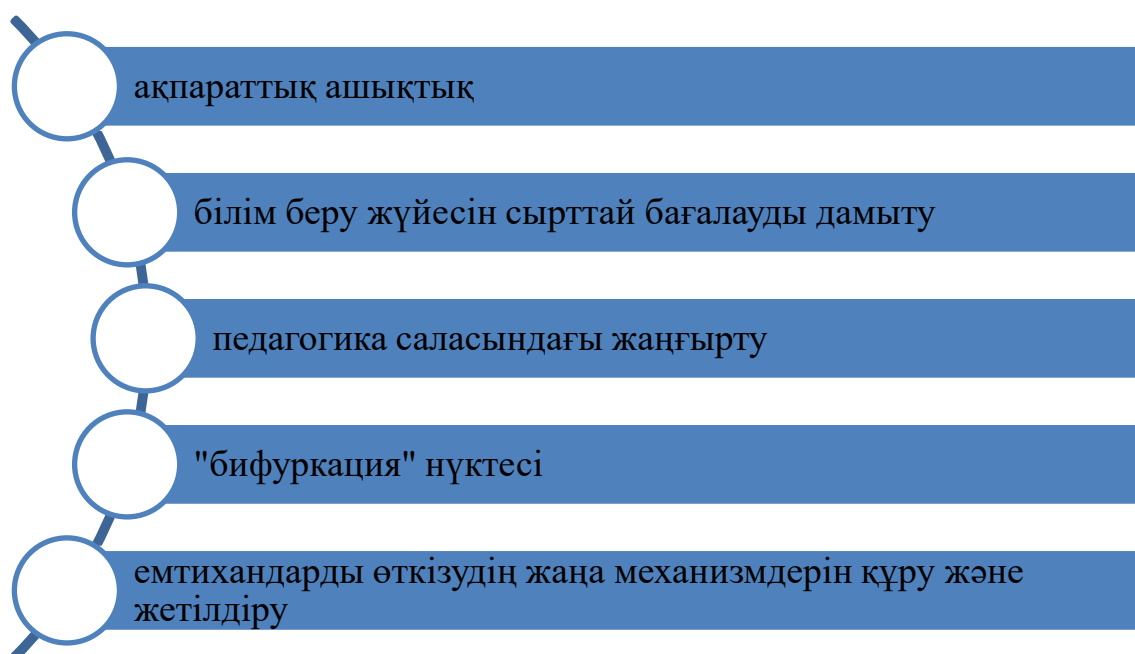 ақпараттық ашықтық
білім беру жүйесін сырттай бағалауды дамыту
педагогика саласындағы жаңғырту
"бифуркация" нүктесі
емтихандарды өткізудің жаңа механизмдерін құру және
жетілдіру